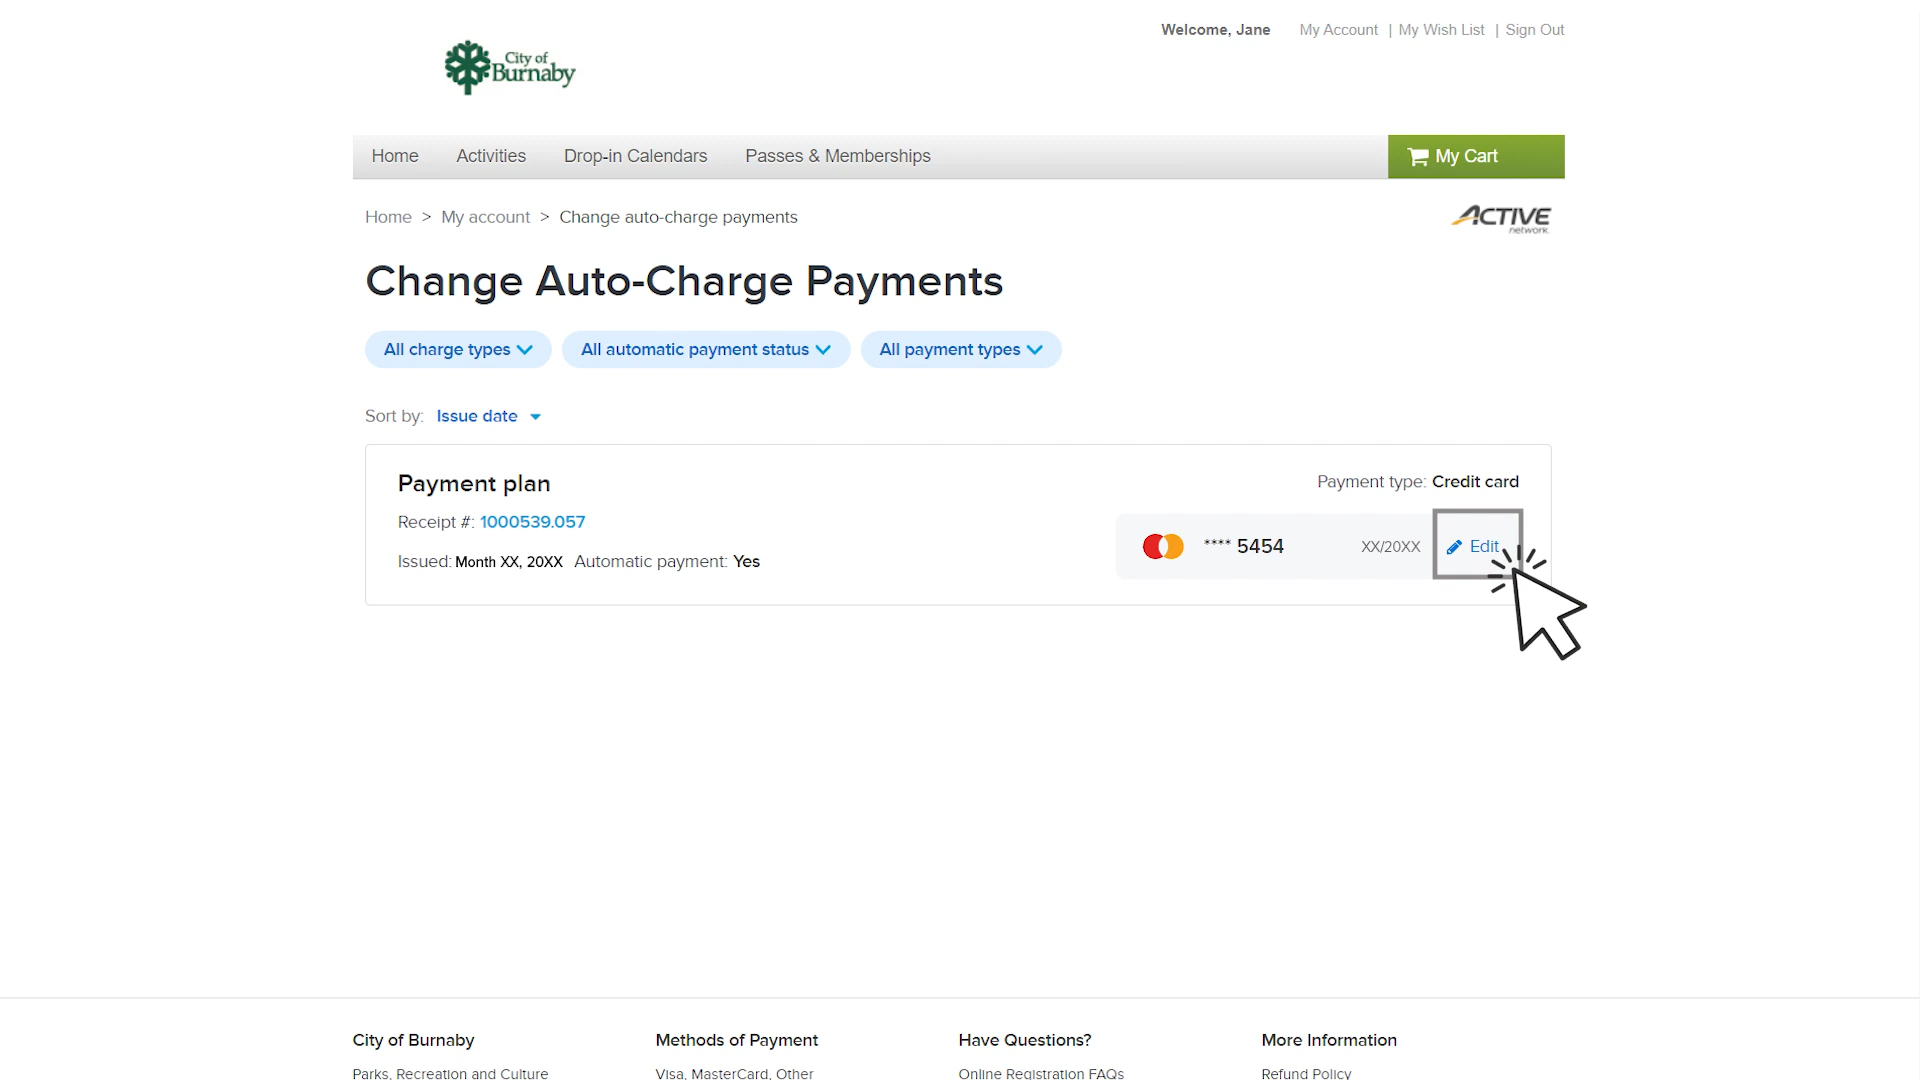 Welcome, Jane My Account | My Wish List | Sign Out
City of
Burnaby
Home Activities Drop-in Calendars Passes & Memberships My Cart
Home > My account > Change auto-charge payments
ACTIVE
network
Change Auto-Charge Payments
All charge types All automatic payment status All payment types
Sort by: Issue date
Payment plan
Payment type: Credit card
Receipt #: 1000539.057
**** 5454 XX/20XX Edit
Issued: Month XX, 20XX Automatic payment: Yes
City of Burnaby Methods of Payment Have Questions? More Information
Parks, Recreation and Culture Visa, MasterCard, Other Online Registration FAQs Refund Policy